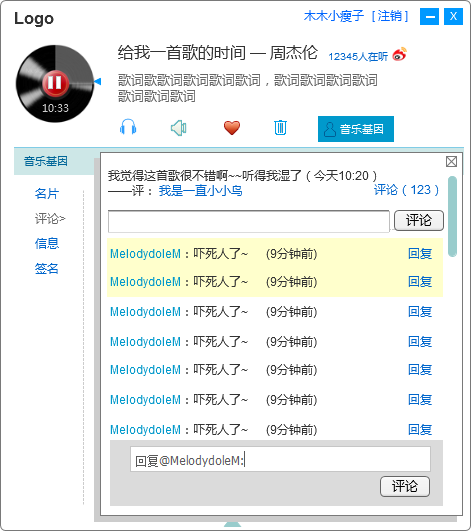 Logo
木木小瘦子 [ 注销 ]
给我一首歌的时间 — 周杰伦 12345人在听
歌词歌歌词歌词歌词歌词，歌词歌词歌词歌词
歌词歌词歌词
10:33
音乐基因
音乐基因
名片
评论>
信息
签名
我觉得这首歌很不错啊~~听得我湿了（今天10:20）
——评： 我是一直小小鸟 评论（123）
评论
MelodydoleM：吓死人了~ (9分钟前) 回复
MelodydoleM：吓死人了~ (9分钟前) 回复
MelodydoleM：吓死人了~ (9分钟前) 回复
MelodydoleM：吓死人了~ (9分钟前) 回复
MelodydoleM：吓死人了~ (9分钟前) 回复
MelodydoleM：吓死人了~ (9分钟前) 回复
MelodydoleM：吓死人了~ (9分钟前) 回复
回复@MelodydoleM:
评论